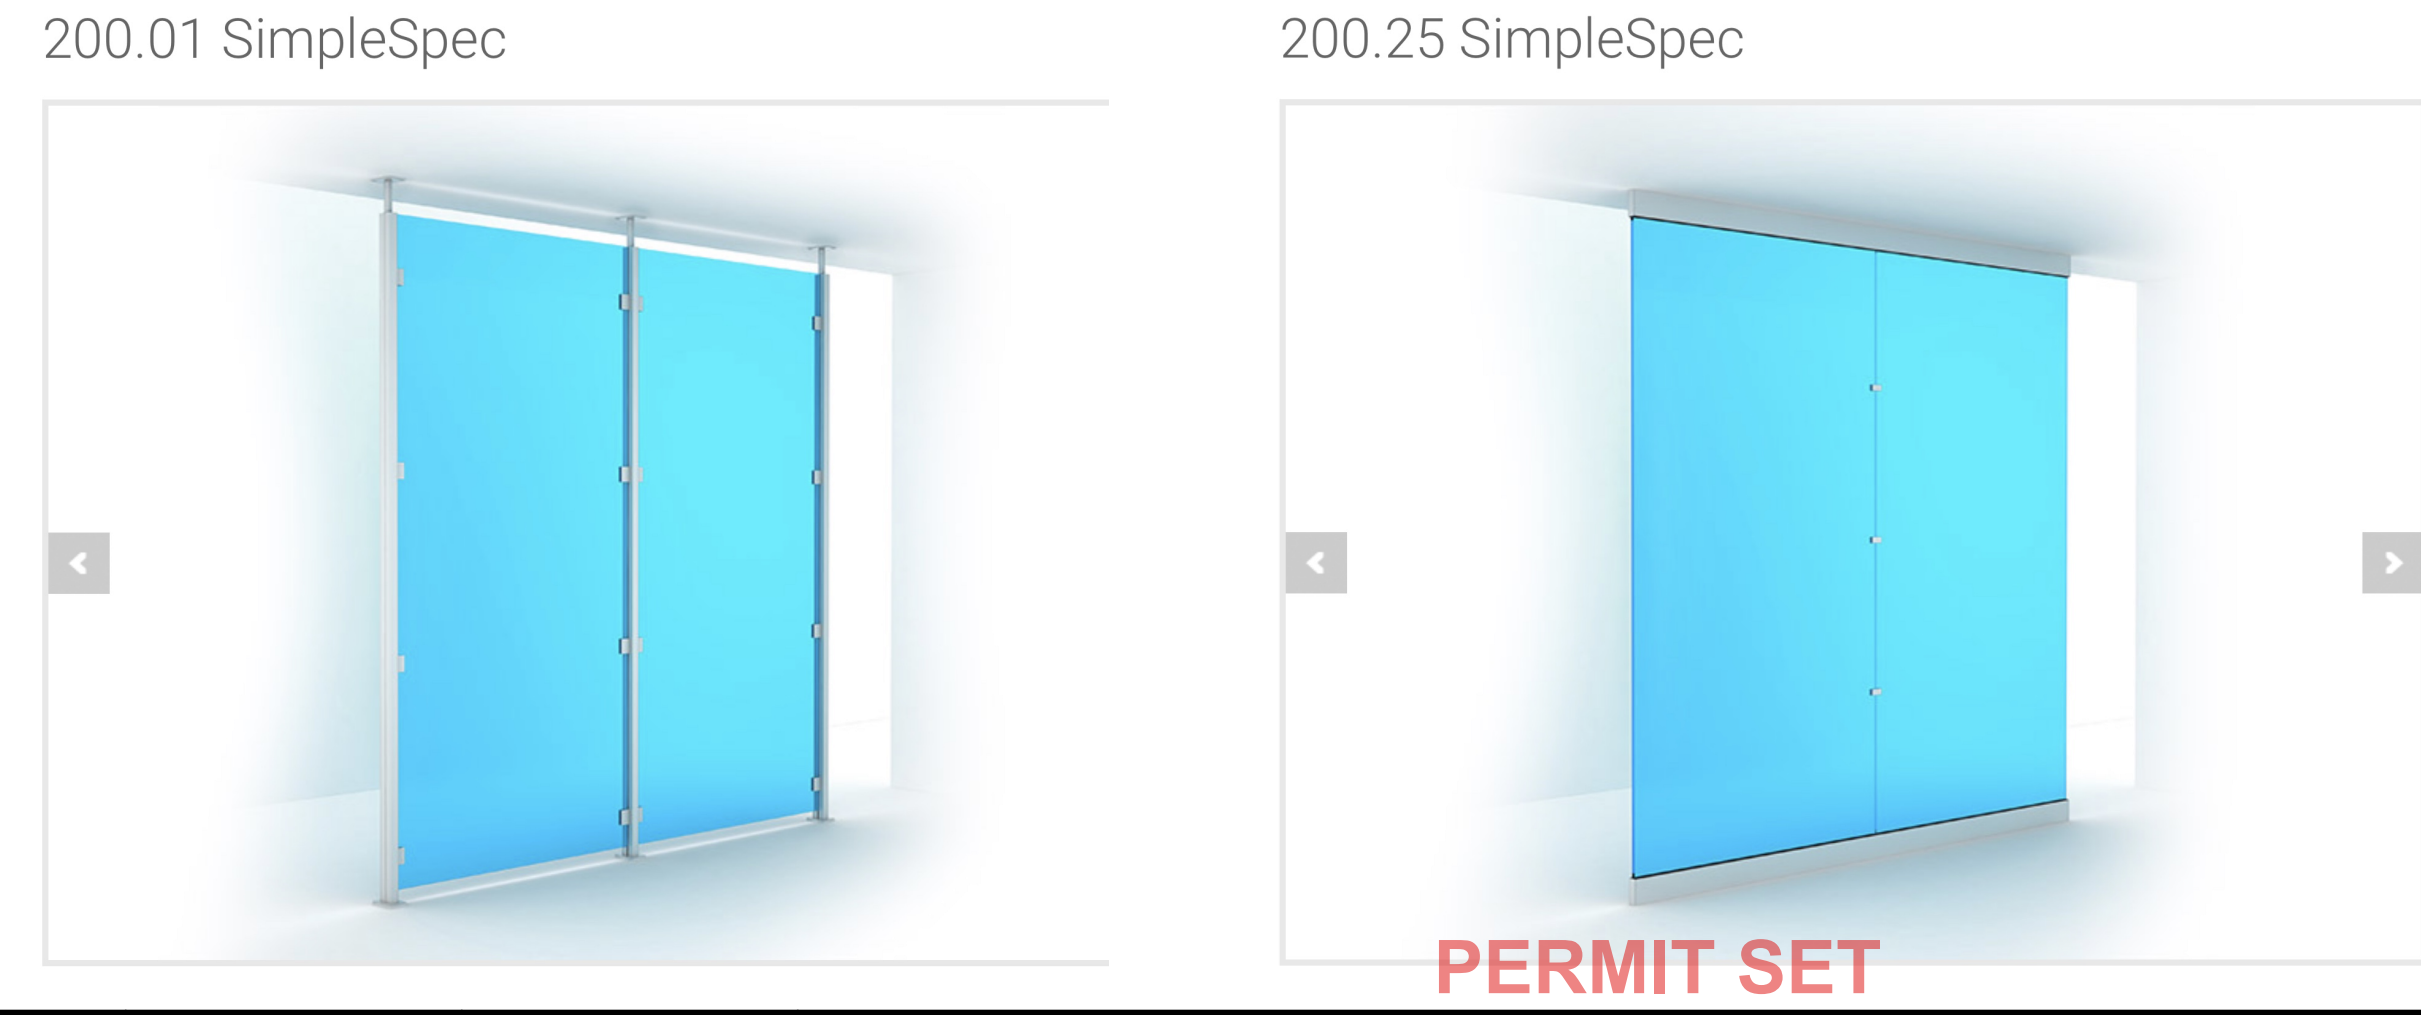 200.01 SimpleSpec
200.25 SimpleSpec
PERMIT SET